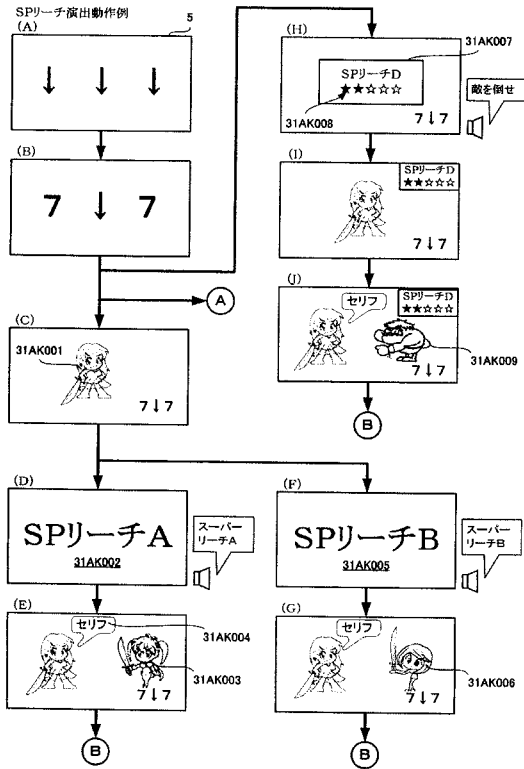 SPリーチ演出動作例
(A)
5
↓ ↓ ↓
(B)
7 ↓ 7
A
(C)
31AK001
7↓7
(D)
SPリーチA
31AK002
スーパー
リーチA
(E)
セリフ
31AK004
31AK003
7↓7
B
(F)
SPリーチB
31AK005
スーパー
リーチB
(G)
セリフ
31AK006
7↓7
B
(H)
31AK007
SPリーチD
★★☆☆☆
31AK008
7↓7
敵を倒せ
(I)
SPリーチD
★★☆☆☆
7↓7
(J)
セリフ
SPリーチD
★★☆☆☆
31AK009
7↓7
B